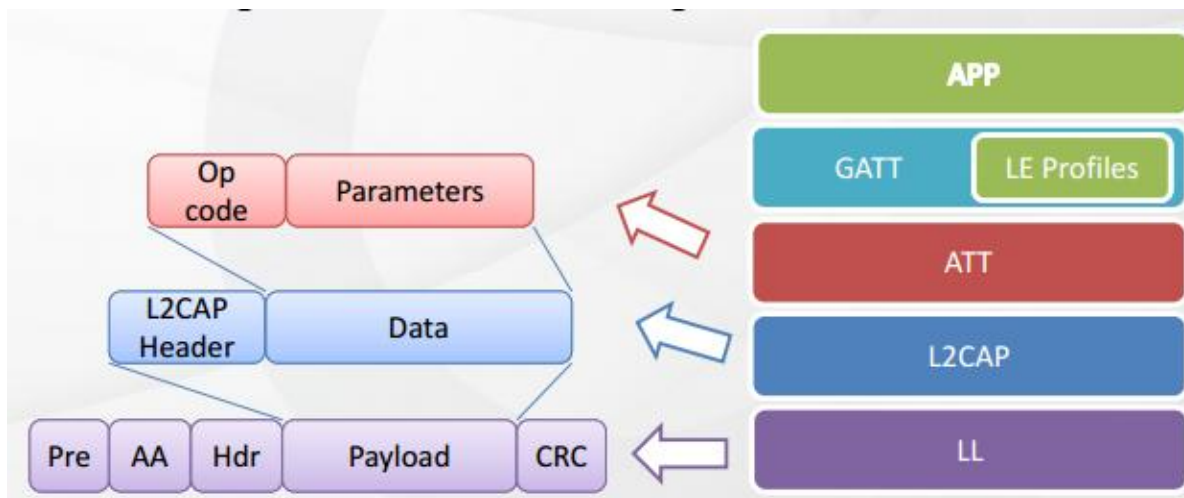 APP
GATT
LE Profiles
Op
code
Parameters
ATT
L2CAP
Header
Data
L2CAP
Pre
AA
Hdr
Payload
CRC
LL